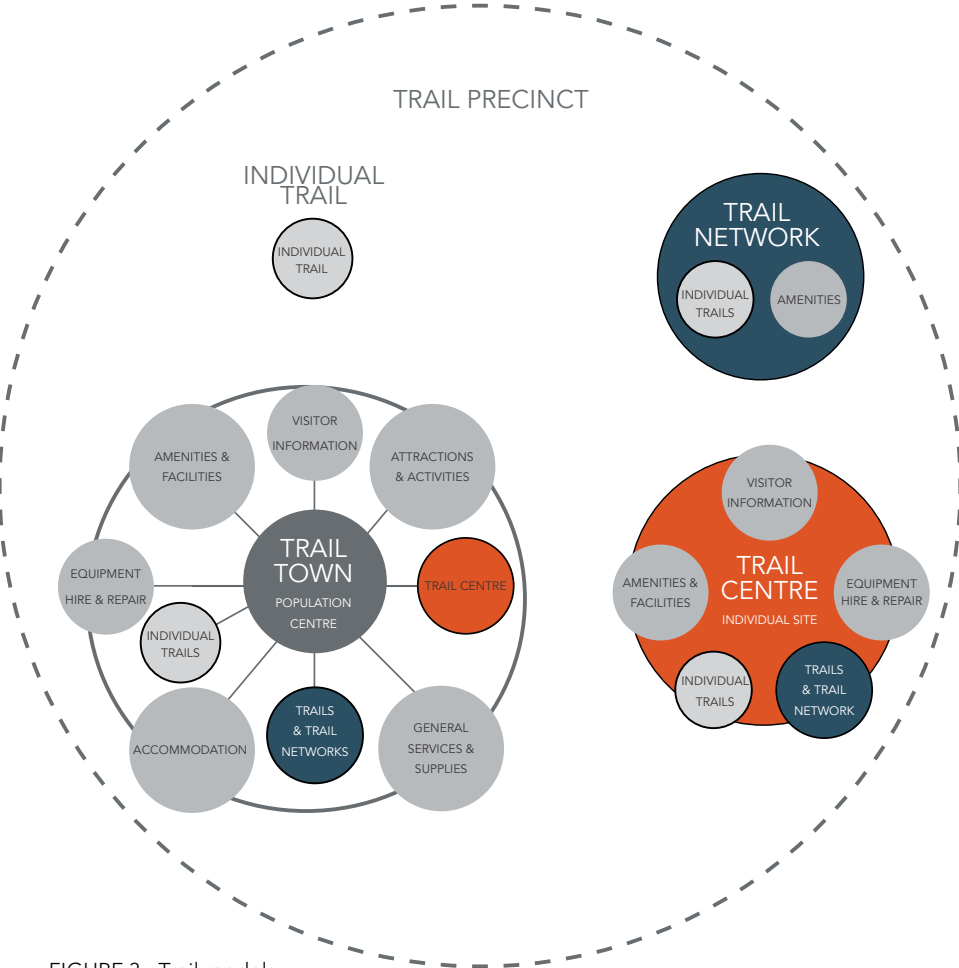 TRAIL PRECINCT
INDIVIDUAL
TRAIL
INDIVIDUAL
TRAIL
TRAIL
NETWORK
INDIVIDUAL
TRAILS
AMENITIES
VISITOR
INFORMATION
AMENITIES &
FACILITIES
ATTRACTIONS
& ACTIVITIES
EQUIPMENT
HIRE & REPAIR
TRAIL
TOWN
POPULATION
CENTRE
TRAIL CENTRE
INDIVIDUAL
TRAILS
ACCOMMODATION
TRAILS
& TRAIL
NETWORKS
GENERAL
SERVICES &
SUPPLIES
VISITOR
INFORMATION
AMENITIES &
FACILITIES
TRAIL
CENTRE
INDIVIDUAL SITE
EQUIPMENT
HIRE & REPAIR
INDIVIDUAL
TRAILS
TRAILS
& TRAIL
NETWORK